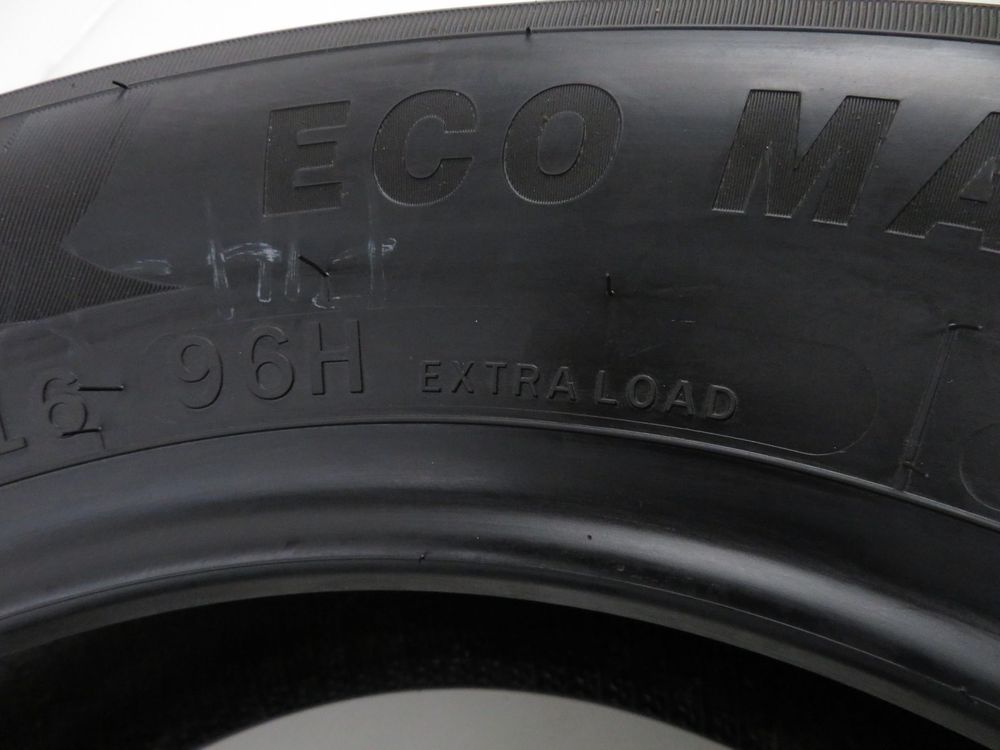 ECO MA
16 96H EXTRA LOAD